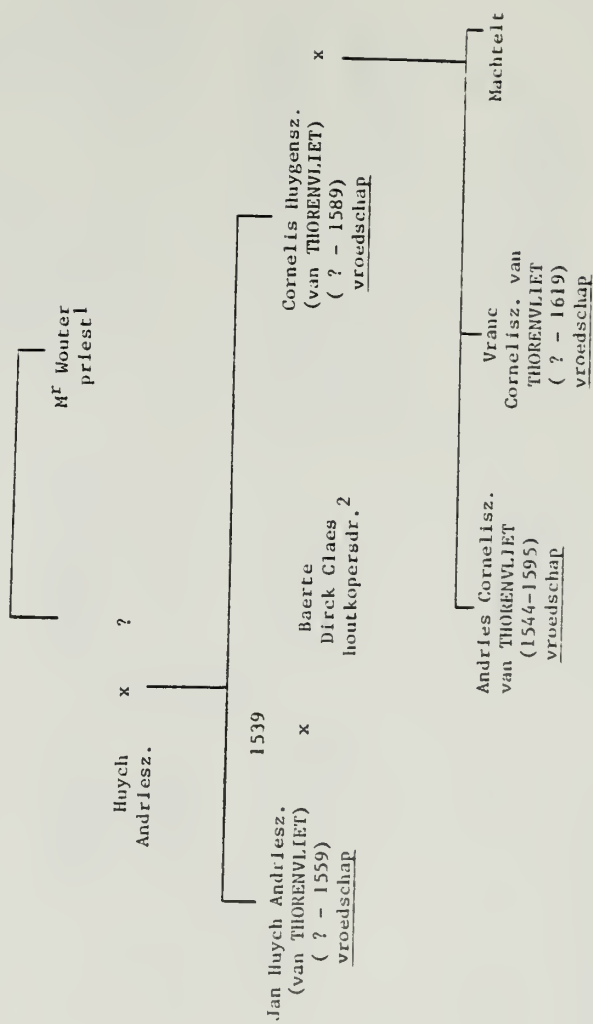 Mr Wouter
priest1
Huych
Andriesz.
x
?
1539
Jan Huych Andriesz.
(van THORENVLIET)
( ? - 1559)
vroedschap
x
Baerte
Dirck Claes
houtkopersdr.2
Cornelis Huygensz.
(van THORENVLIET)
( ? - 1589)
vroedschap
x
Andries Cornelisz.
van THORENVLIET
(1544-1595)
vroedschap
Vranc
Cornelisz. van
THORENVLIET
( ? - 1619)
vroedschap
Machtelt